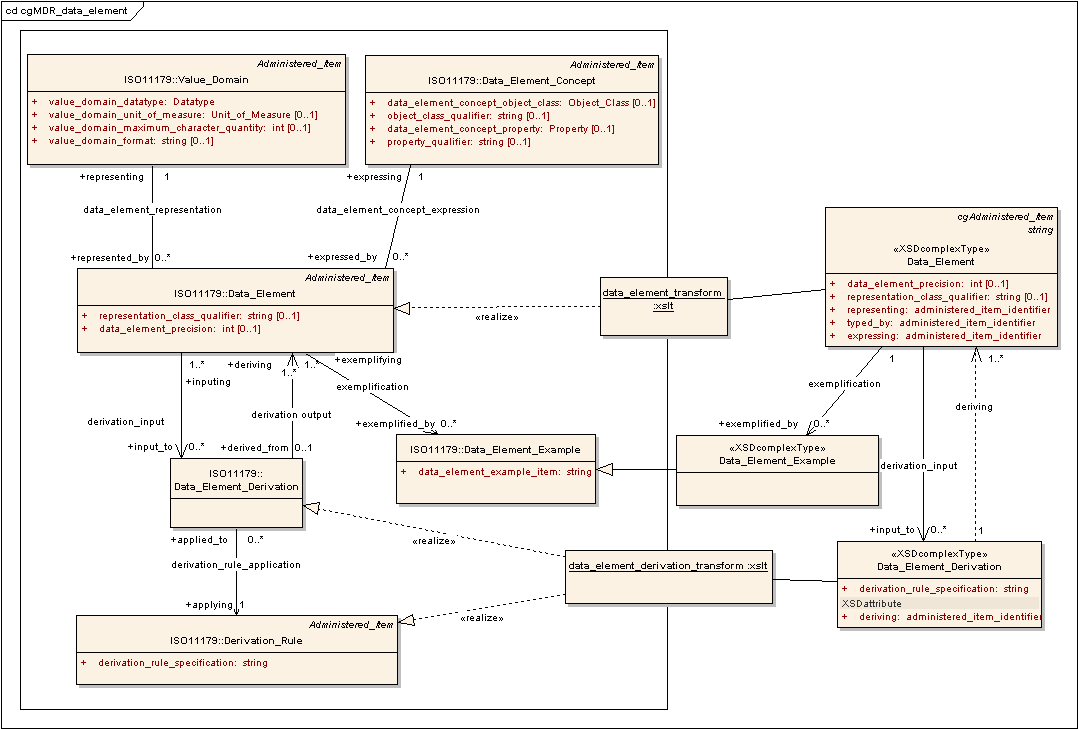 cd cgMDR_data_element
Administered_Item
ISO11179::Value_Domain
+ value_domain_datatype: Datatype
+ value_domain_unit_of_measure: Unit_of_Measure [0..1]
+ value_domain_maximum_character_quantity: int [0..1]
+ value_domain_format: string [0..1]
Administered_Item
ISO11179::Data_Element_Concept
+ data_element_concept_object_class: Object_Class [0..1]
+ object_class_qualifier: string [0..1]
+ data_element_concept_property: Property [0..1]
+ property_qualifier: string [0..1]
+representing 1
data_element_representation
+represented_by 0..*
+expressing 1
data_element_concept_expression
+expressed_by 0..*
Administered_Item
ISO11179::Data_Element
+ representation_class_qualifier: string [0..1]
+ data_element_precision: int [0..1]
«realize»
data_element_transform
:xslt
cgAdministered_Item
string
«XSDcomplexType»
Data_Element
+ data_element_precision: int [0..1]
+ representation_class_qualifier: string [0..1]
+ representing: administered_item_identifier
+ typed_by: administered_item_identifier
+ expressing: administered_item_identifier
1..*
+inputing
derivation_input
+input_to 0..*
+deriving
1..*
derivation output
+derived_from 0..1
1..*
+exemplifying
exemplification
+exemplified_by 0..*
1
exemplification
+exemplified_by 0..*
derivation_input
+input_to 0..*
1..*
deriving
1
ISO11179::
Data_Element_Derivation
ISO11179::Data_Element_Example
+ data_element_example_item: string
«XSDcomplexType»
Data_Element_Example
+applied_to 0..*
derivation_rule_application
+applying 1
«realize»
data_element_derivation_transform :xslt
«realize»
«XSDcomplexType»
Data_Element_Derivation
+ derivation_rule_specification: string
XSDattribute
+ deriving: administered_item_identifier
Administered_Item
ISO11179::Derivation_Rule
+ derivation_rule_specification: string